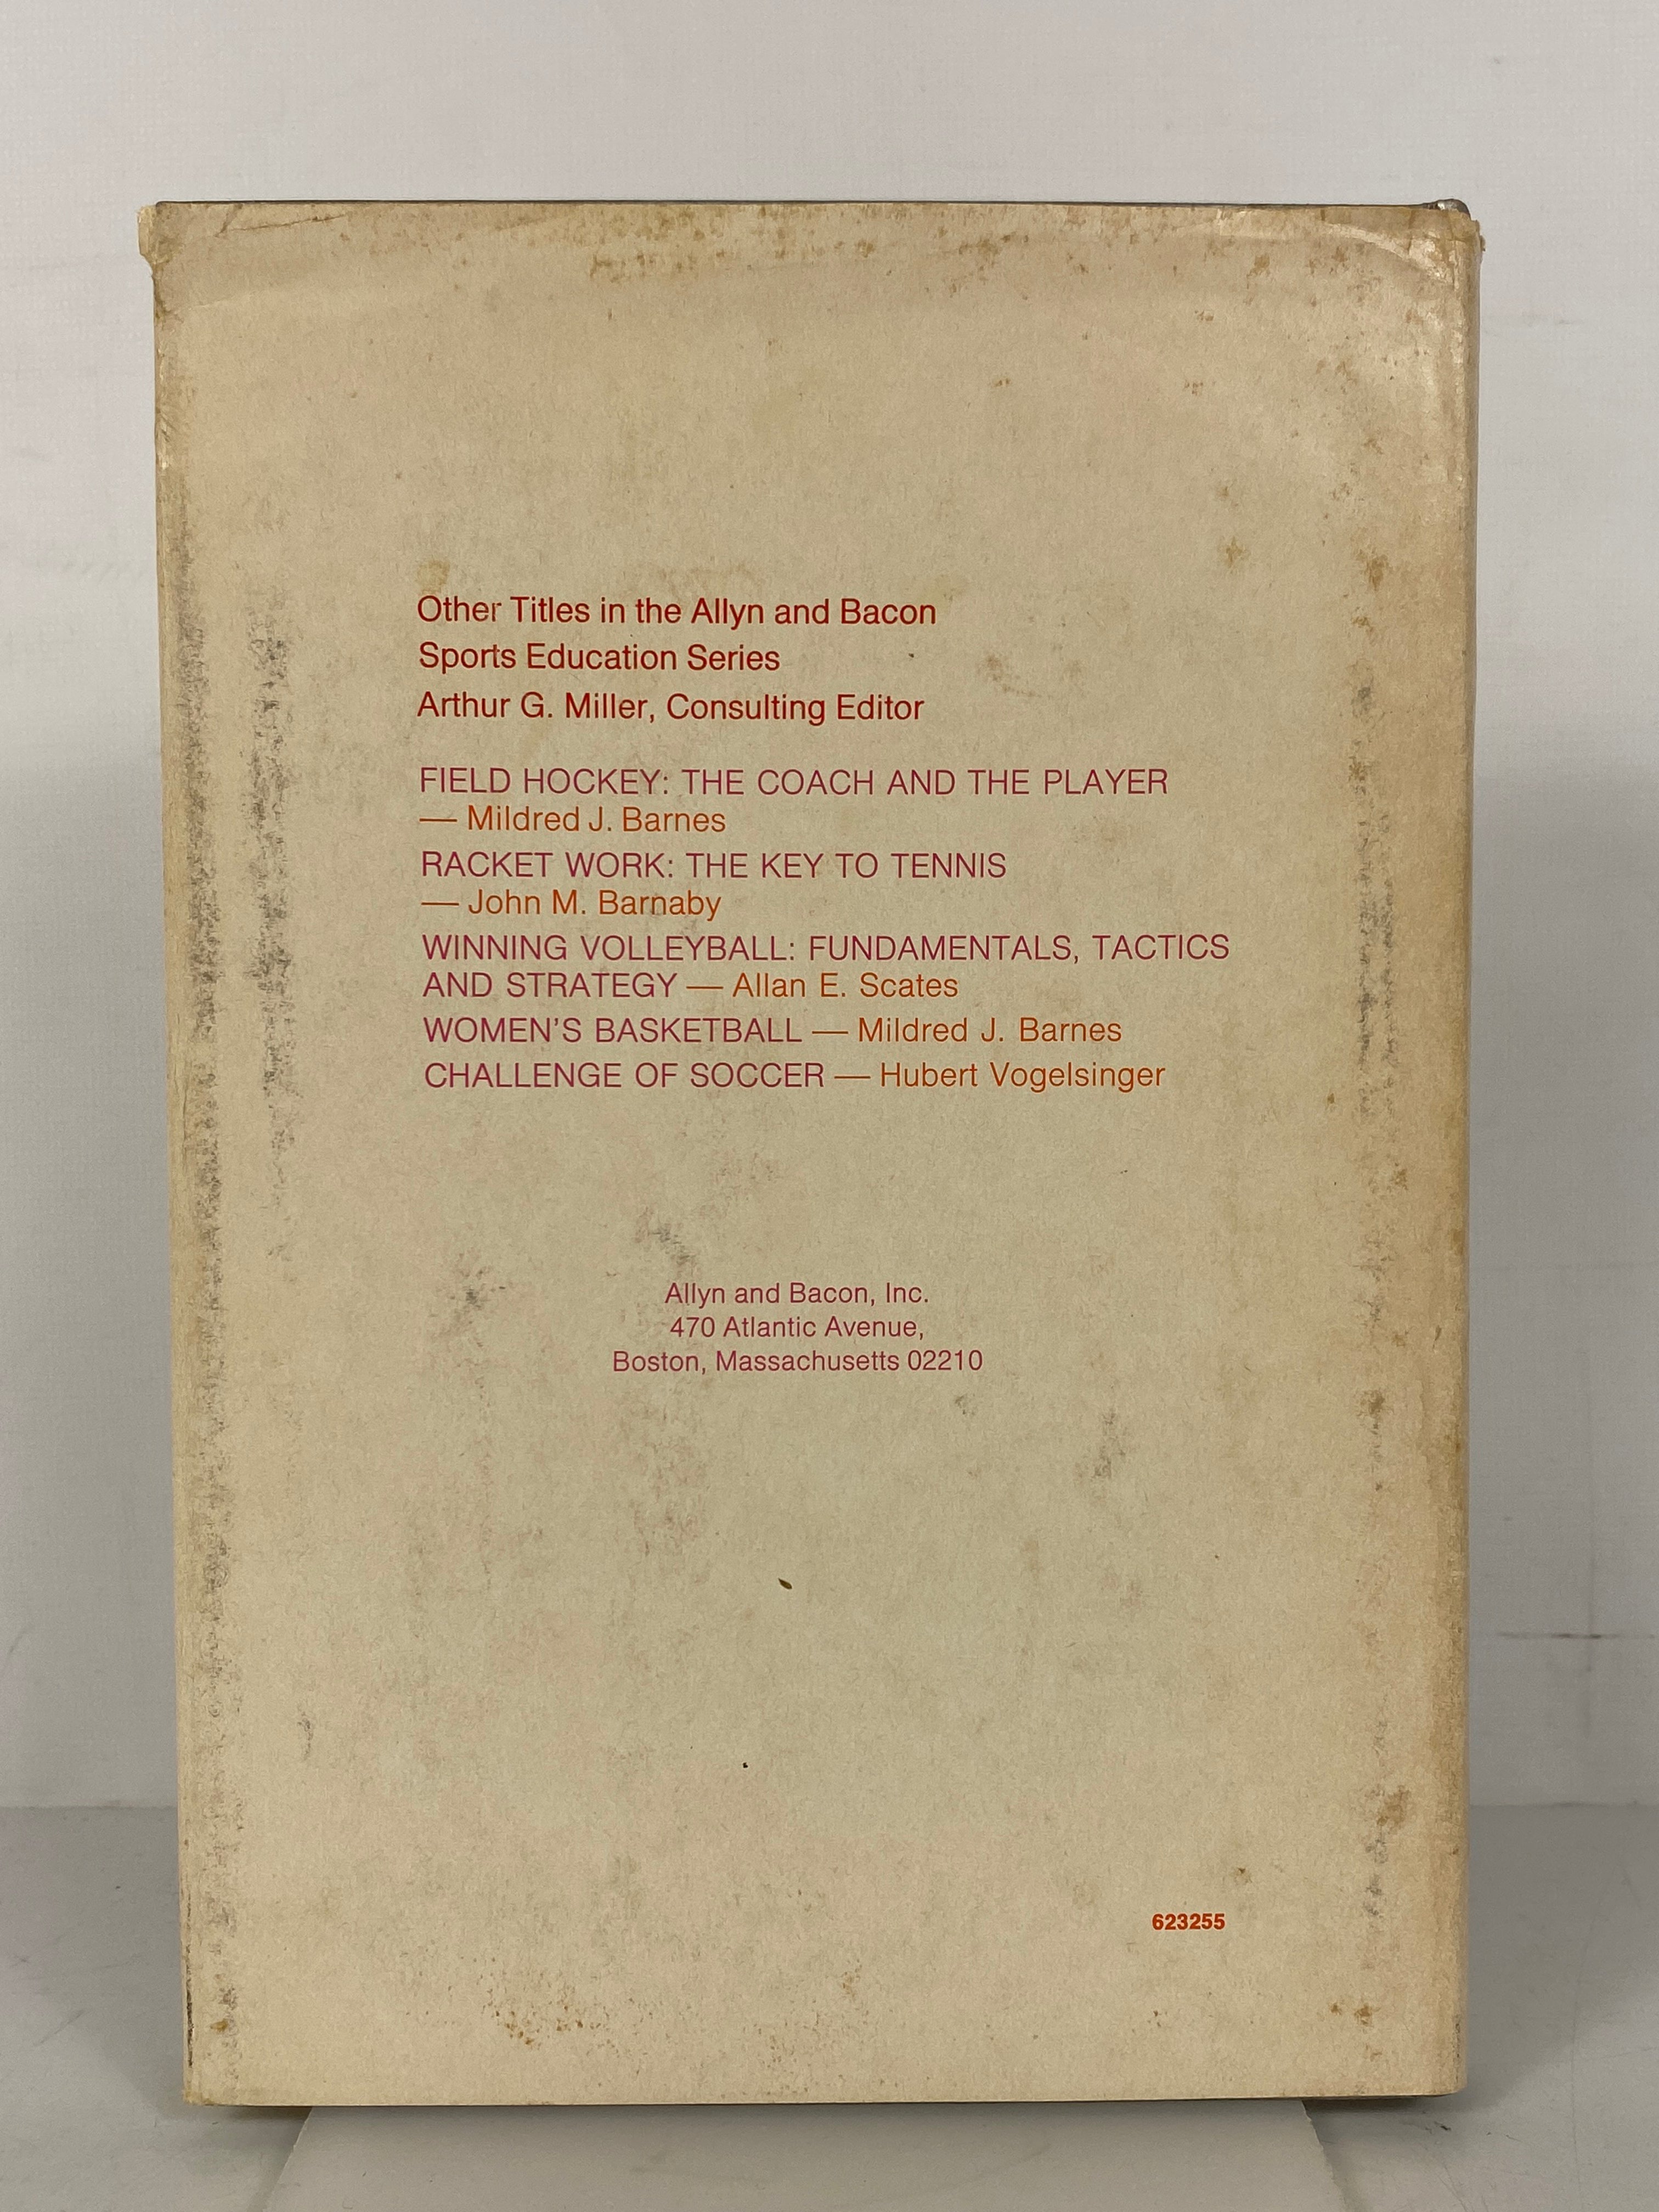 Other Titles in the Allyn and Bacon
Sports Education Series
Arthur G. Miller, Consulting Editor
FIELD HOCKEY: THE COACH AND THE PLAYER
— Mildred J. Barnes
RACKET WORK: THE KEY TO TENNIS
— John M. Barnaby
WINNING VOLLEYBALL: FUNDAMENTALS, TACTICS
AND STRATEGY — Allan E. Scates
WOMEN'S BASKETBALL — Mildred J. Barnes
CHALLENGE OF SOCCER — Hubert Vogelsinger
Allyn and Bacon, Inc.
470 Atlantic Avenue,
Boston, Massachusetts 02210
623255